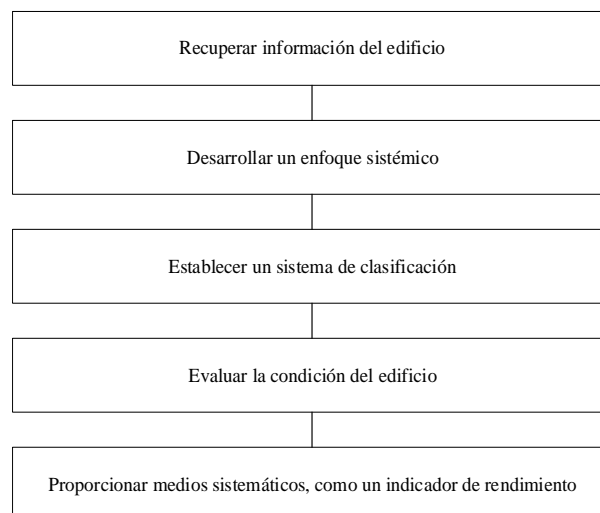 Recuperar información del edificio
Desarrollar un enfoque sistémico
Establecer un sistema de clasificación
Evaluar la condición del edificio
Proporcionar medios sistemáticos, como un indicador de rendimiento